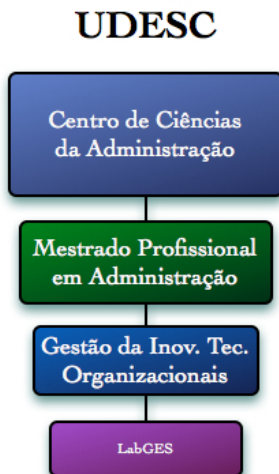 UDESC
Centro de Ciências
da Administração
Mestrado Profissional
em Administração
Gestão da Inov. Tec.
Organizacionais
LabGES